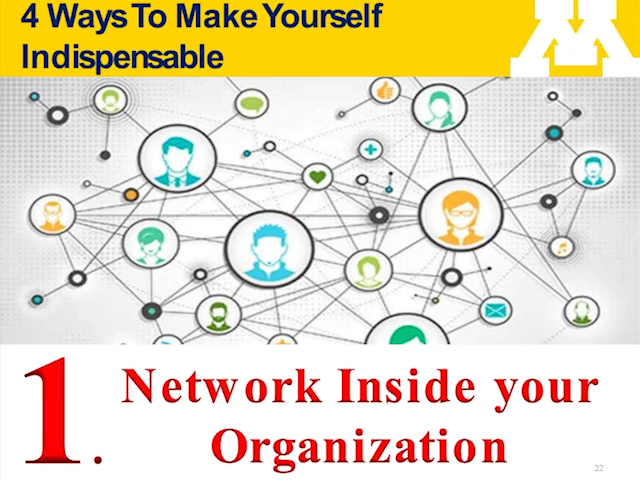 4 Ways To Make Yourself
Indispensable
1. Network Inside your
Organization
22